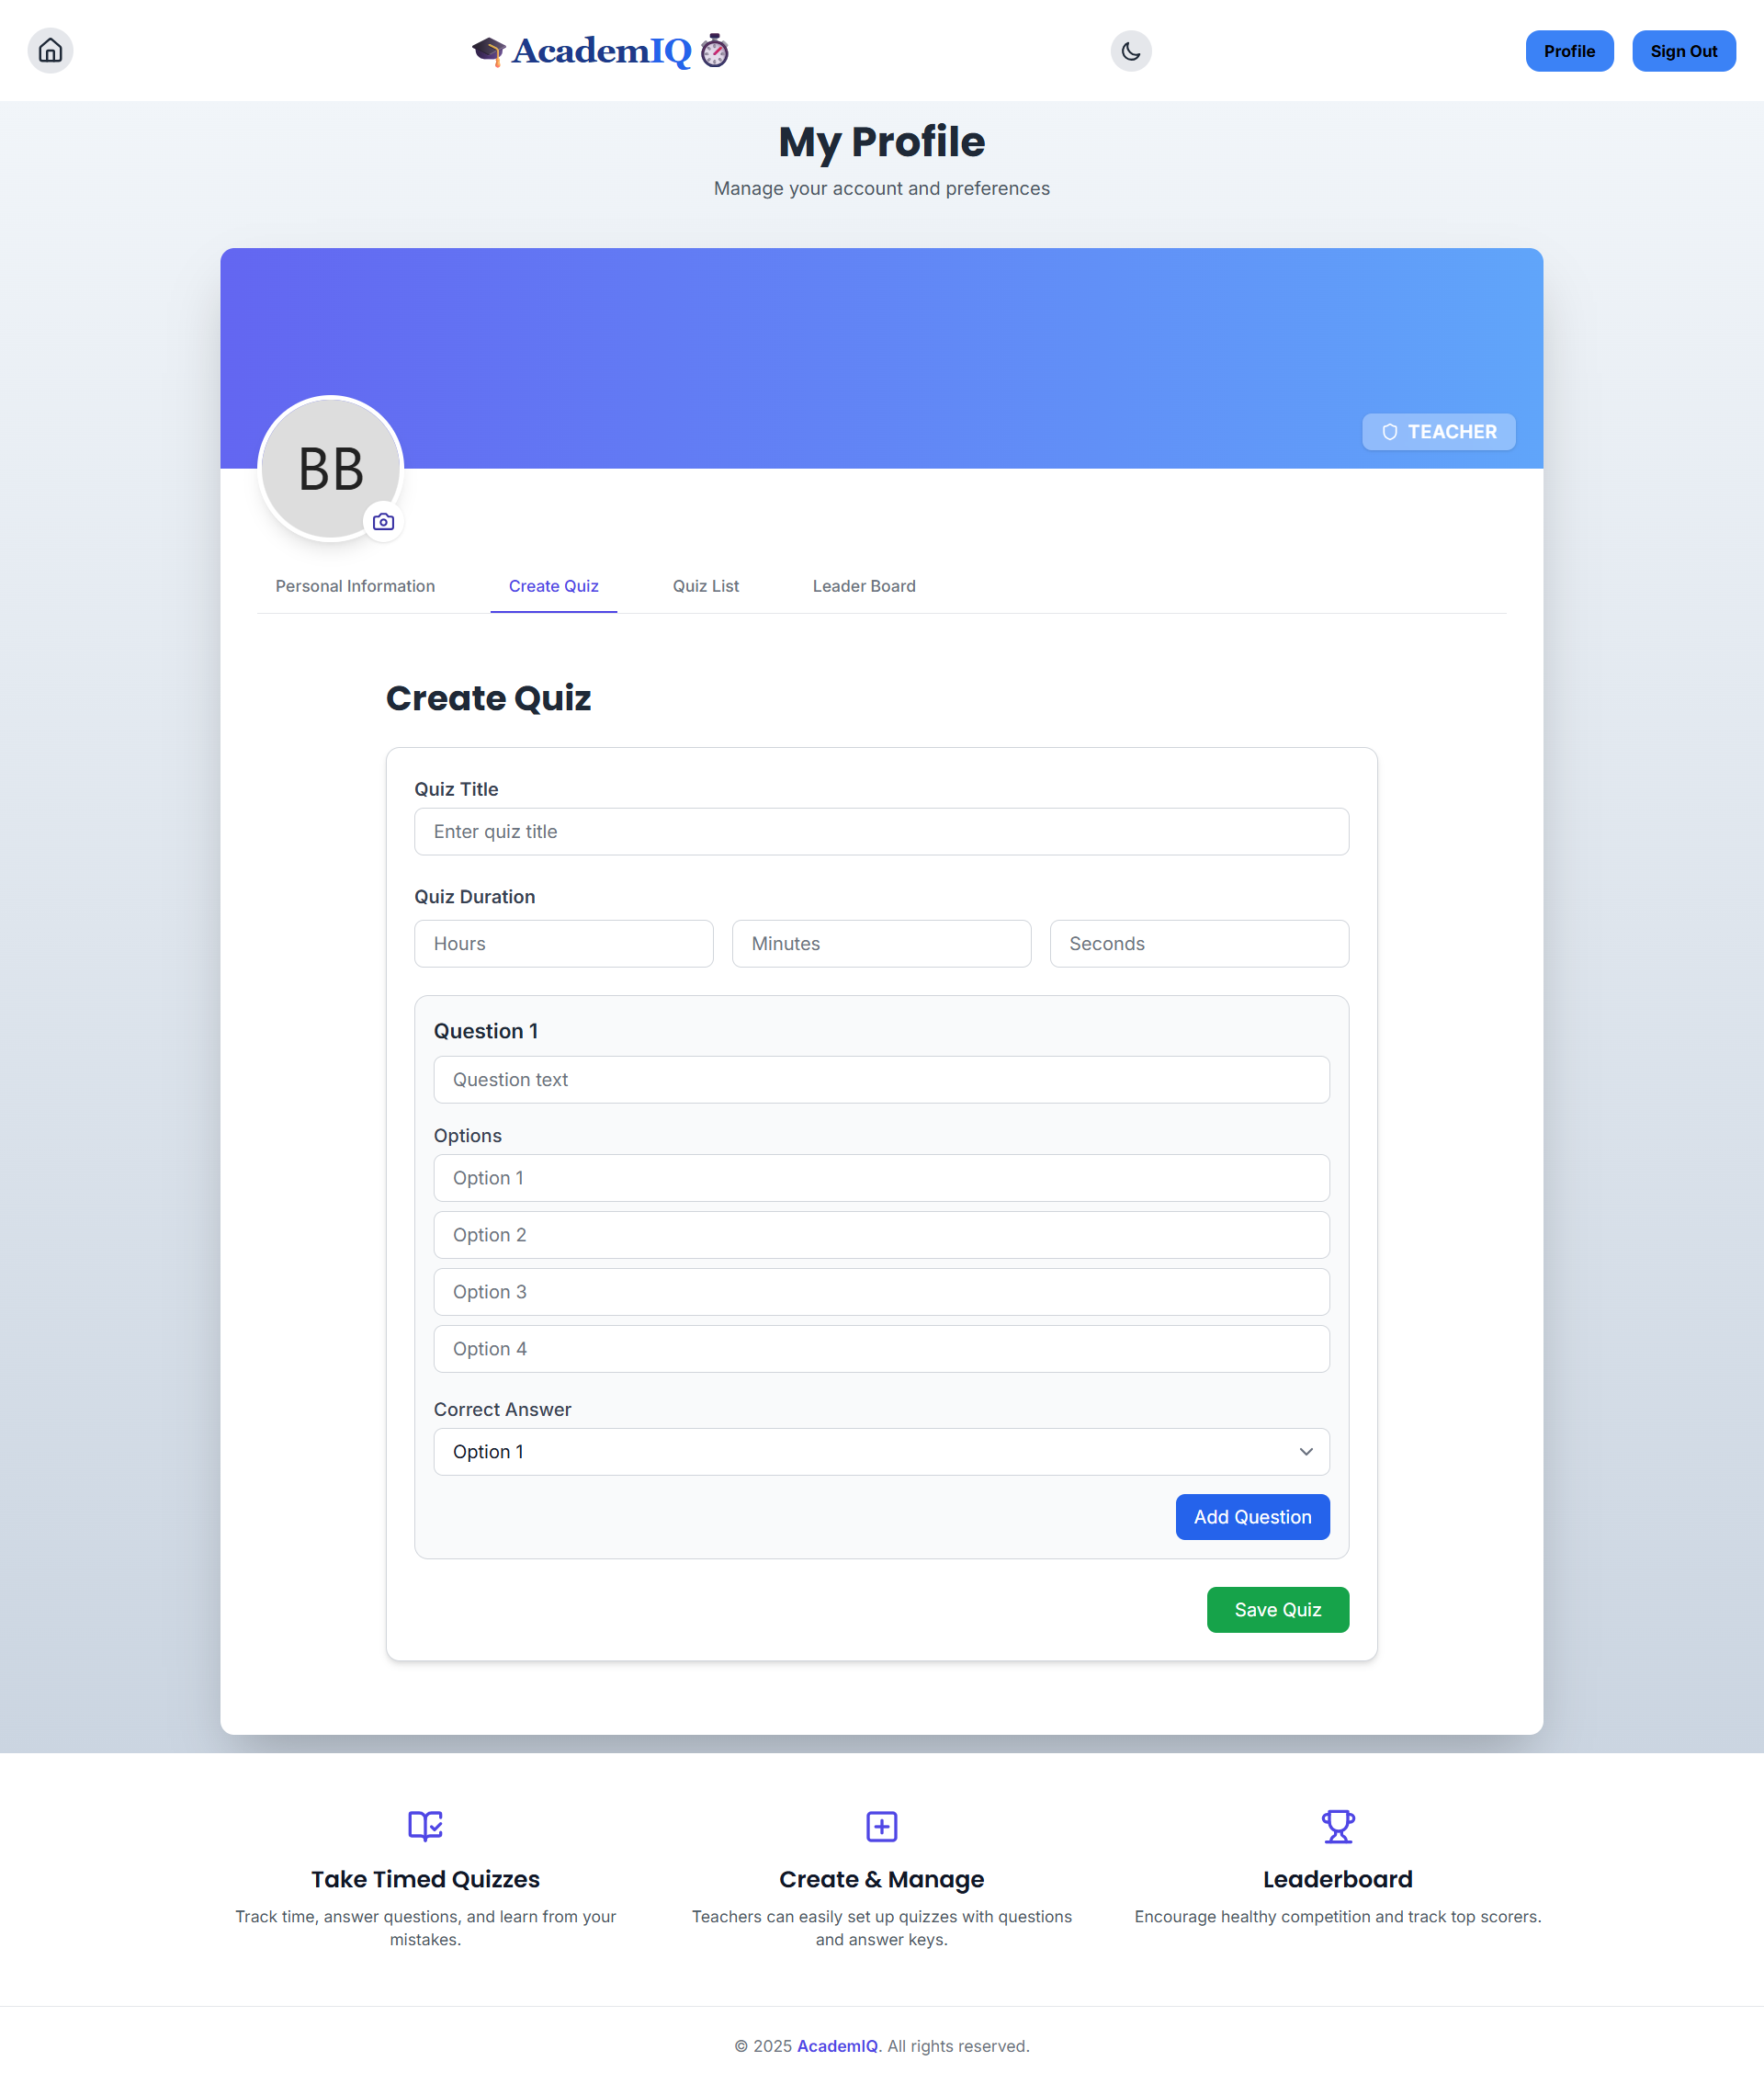 AcademIQ
Profile
Sign Out
My Profile
Manage your account and preferences
TEACHER
BB
Personal Information
Create Quiz
Quiz List
Leader Board
Create Quiz
Quiz Title
Enter quiz title
Quiz Duration
Hours
Minutes
Seconds
Question 1
Question text
Options
Option 1
Option 2
Option 3
Option 4
Correct Answer
Option 1
Add Question
Save Quiz
Take Timed Quizzes
Track time, answer questions, and learn from your
mistakes.
Create & Manage
Teachers can easily set up quizzes with questions
and answer keys.
Leaderboard
Encourage healthy competition and track top scorers.
© 2025 AcademIQ. All rights reserved.